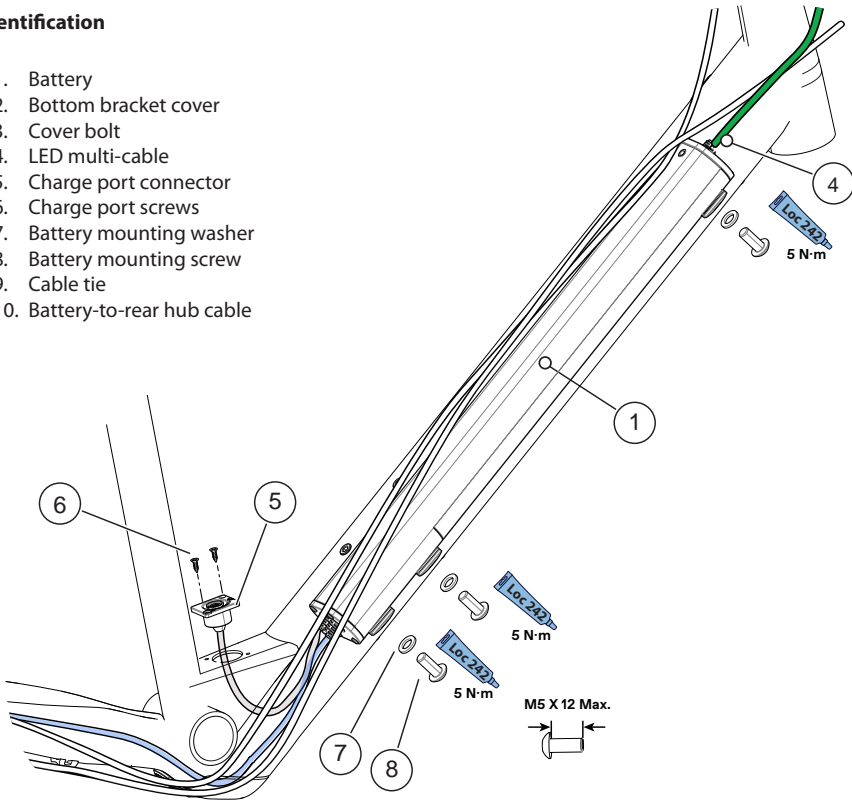 entification
1. Battery
2. Bottom bracket cover
3. Cover bolt
4. LED multi-cable
5. Charge port connector
6. Charge port screws
7. Battery mounting washer
8. Battery mounting screw
9. Cable tie
10. Battery-to-rear hub cable
4
Loc 242
5 N·m
1
6
5
Loc 242
5 N·m
Loc 242
5 N·m
M5 X 12 Max.
7
8